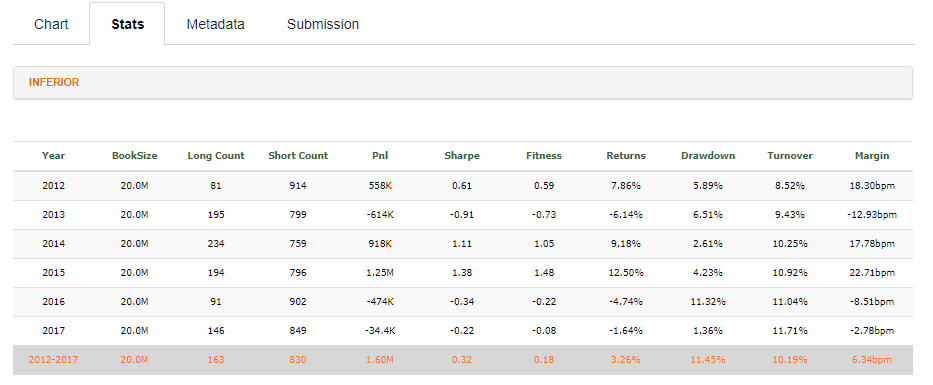 Chart Stats Metadata Submission
INFERIOR
Year BookSize Long Count Short Count Pnl Sharpe Fitness Returns Drawdown Turnover Margin
2012 20.0M 81 914 558K 0.61 0.59 7.86% 5.89% 8.52% 18.30bpm
2013 20.0M 195 799 -614K -0.91 -0.73 -6.14% 6.51% 9.43% -12.93bpm
2014 20.0M 234 759 918K 1.11 1.05 9.18% 2.61% 10.25% 17.78bpm
2015 20.0M 194 796 1.25M 1.38 1.48 12.50% 4.23% 10.92% 22.71bpm
2016 20.0M 91 902 -474K -0.34 -0.22 -4.74% 11.32% 11.04% -8.51bpm
2017 20.0M 146 849 -34.4K -0.22 -0.08 -1.64% 1.36% 11.71% -2.78bpm
2012-2017 20.0M 163 830 1.60M 0.32 0.18 3.26% 11.45% 10.19% 6.34bpm